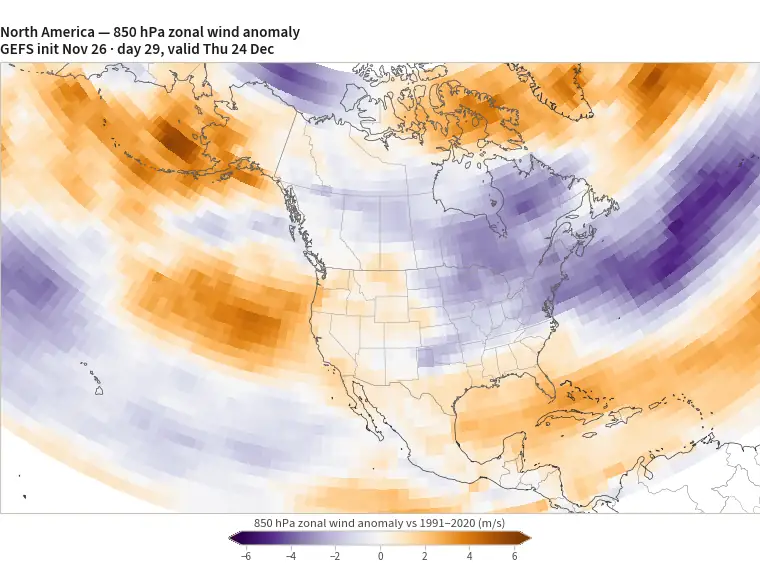 North America — 850 hPa zonal wind anomaly
GEFS init Nov 26 · day 29, valid Thu 24 Dec
850 hPa zonal wind anomaly vs 1991–2020 (m/s)
−6 −4 −2 0 2 4 6